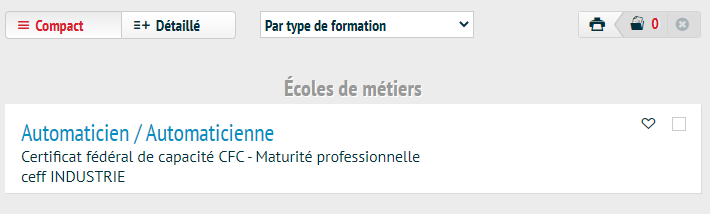 Compact Détaillé Par type de formation 0
Écoles de métiers
Automaticien / Automaticienne
Certificat fédéral de capacité CFC - Maturité professionnelle
ceff INDUSTRIE